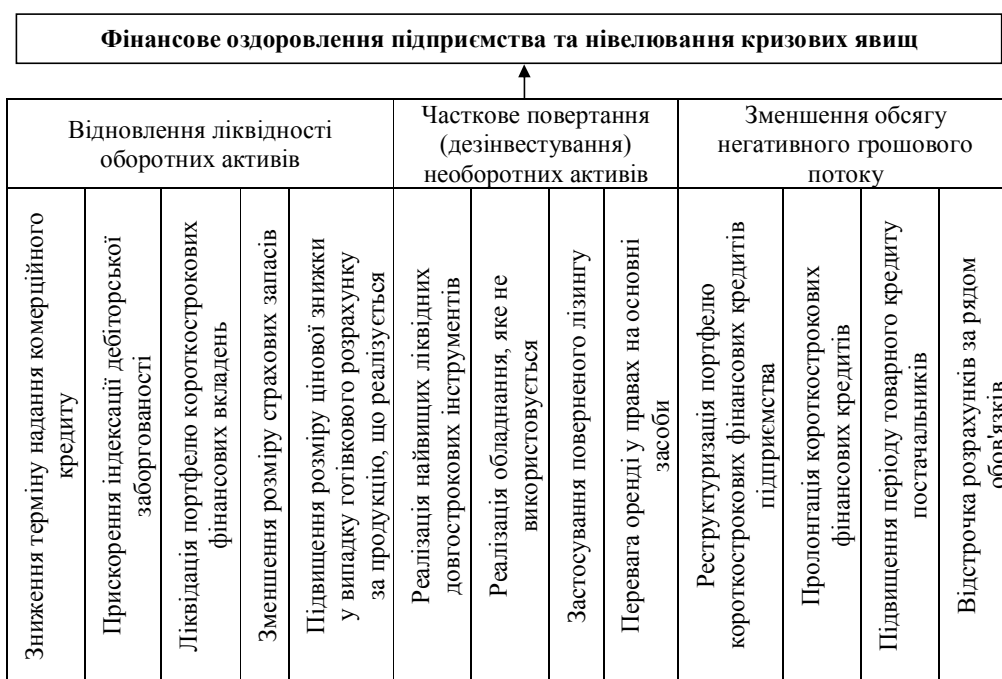 Фінансове оздоровлення підприємства та нівелювання кризових явищ
Відновлення ліквідності
оборотних активів
Часткове повертання
(дезінвестування)
необоротних активів
Зменшення обсягу
негативного грошового
потоку
Зниження терміну надання комерційного
кредиту
Прискорення індексації дебіторської
заборгованості
Ліквідація портфелю короткострокових
фінансових вкладень
Зменшення розміру страхових запасів
Підвищення розміру цінової знижки
у випадку готівкового розрахунку
за продукцію, що реалізується
Реалізація найвищих ліквідних
довгострокових інструментів
Реалізація обладнання, яке не
використовується
Застосування поверненого лізингу
Перевага оренді у правах на основні
засоби
Реструктуризація портфелю
короткострокових фінансових кредитів
підприємства
Пролонгація короткострокових
фінансових кредитів
Підвищення періоду товарного кредиту
постачальників
Відстрочка розрахунків за рядом
обов'язків